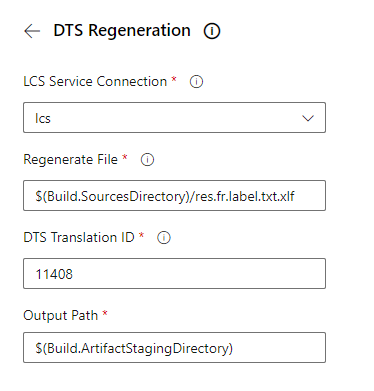 DTS Regeneration
LCS Service Connection *
lcs
Regenerate File *
$(Build.SourcesDirectory)/res.fr.label.txt.xlf
DTS Translation ID *
11408
Output Path *
$(Build.ArtifactStagingDirectory)